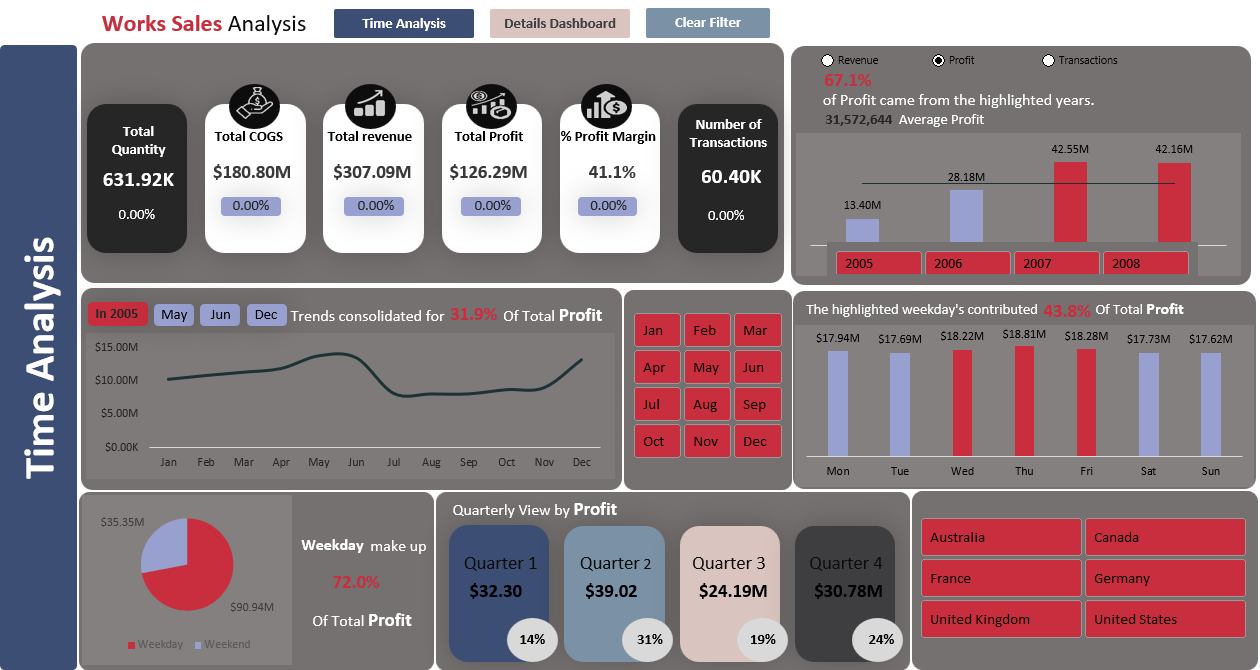 Works Sales Analysis
Time Analysis
Details Dashboard
Clear Filter
Time Analysis
Total
Quantity
631.92K
0.00%
Total COGS
$180.80M
0.00%
Total revenue
$307.09M
0.00%
Total Profit
$126.29M
0.00%
% Profit Margin
41.1%
0.00%
Number of
Transactions
60.40K
0.00%
Revenue
Profit
Transactions
67.1%
of Profit came from the highlighted years.
31,572,644 Average Profit
13.40M
28.18M
42.55M
42.16M
2005
2006
2007
2008
In 2005
May
Jun
Dec
Trends consolidated for 31.9% Of Total Profit
$15.00M
$10.00M
$5.00M
$0.00K
Jan Feb Mar Apr May Jun Jul Aug Sep Oct Nov Dec
Jan Feb Mar
Apr May Jun
Jul Aug Sep
Oct Nov Dec
The highlighted weekday's contributed 43.8% Of Total Profit
$17.94M $17.69M $18.22M $18.81M $18.28M $17.73M $17.62M
Mon Tue Wed Thu Fri Sat Sun
$35.35M
$90.94M
Weekday Weekend
Weekday make up
72.0%
Of Total Profit
Quarterly View by Profit
Quarter 1
$32.30
14%
Quarter 2
$39.02
31%
Quarter 3
$24.19M
19%
Quarter 4
$30.78M
24%
Australia
Canada
France
Germany
United Kingdom
United States